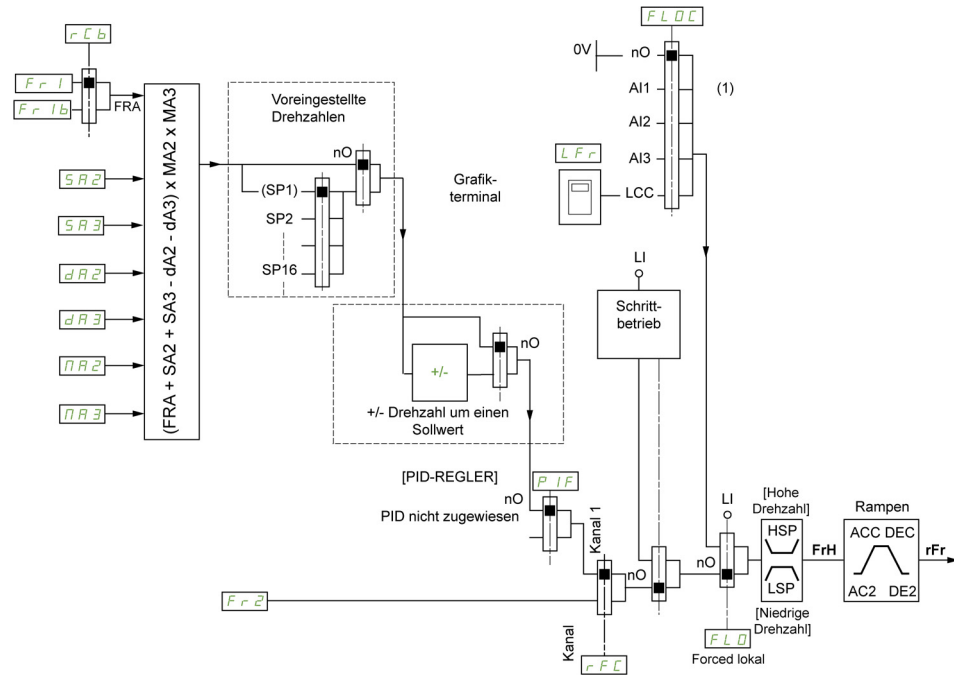 rCb
Fr1
Fr1b
FRA
SA2
SA3
dA2
dA3
MA2
MA3
(FRA + SA2 + SA3 - dA2 - dA3) x MA2 x MA3
Voreingestellte
Drehzahlen
nO
(SP1)
SP2
SP16
Grafik-
terminal
FLOC
0V
nO
AI1
(1)
AI2
LFr
AI3
LCC
LI
Schritt-
betrieb
nO
+/-
+/- Drehzahl um einen
Sollwert
[PID-REGLER]
PIF
nO
PID nicht zugewiesen
Kanal 1
Fr2
Kanal
rFC
nO
LI
nO
FLO
Forced lokal
[Hohe
Drehzahl]
HSP
LSP
[Niedrige
Drehzahl]
FrH
Rampen
ACC DEC
AC2 DE2
rFr